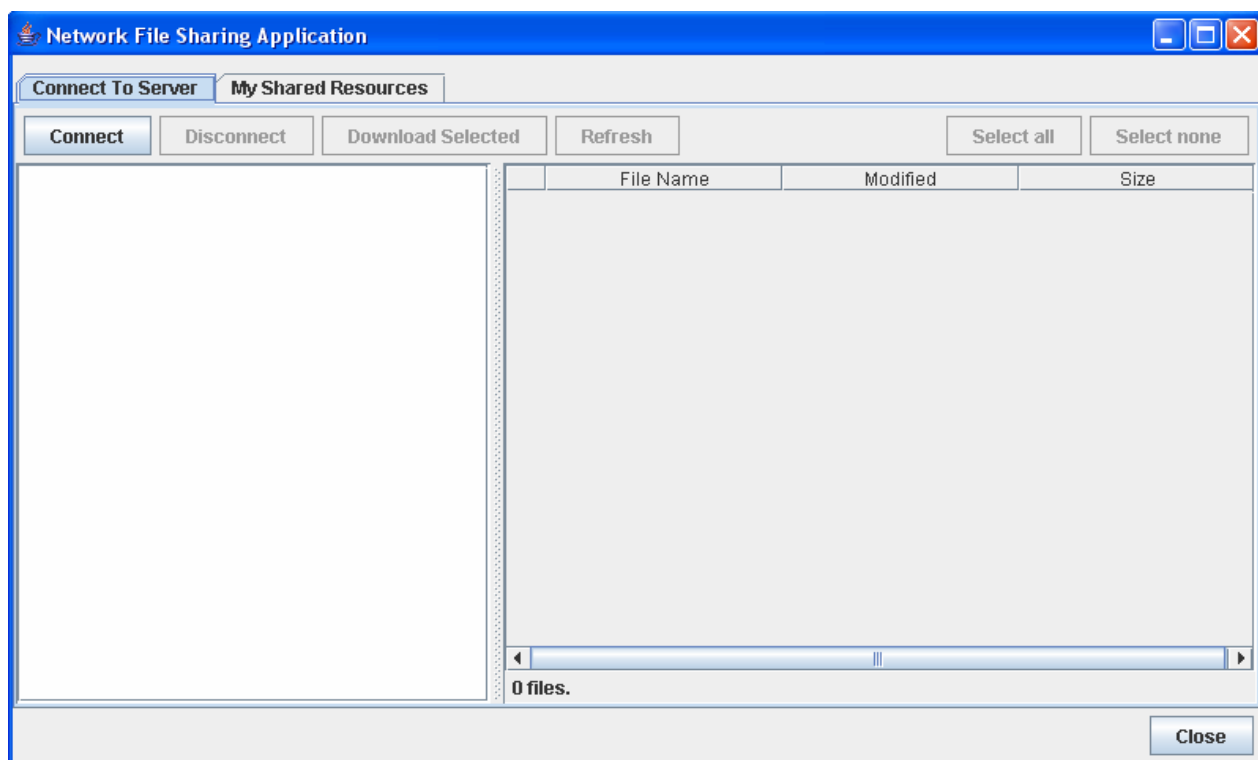 Network File Sharing Application
Connect To Server My Shared Resources
Connect Disconnect Download Selected Refresh Select all Select none
File Name Modified Size
0 files.
Close